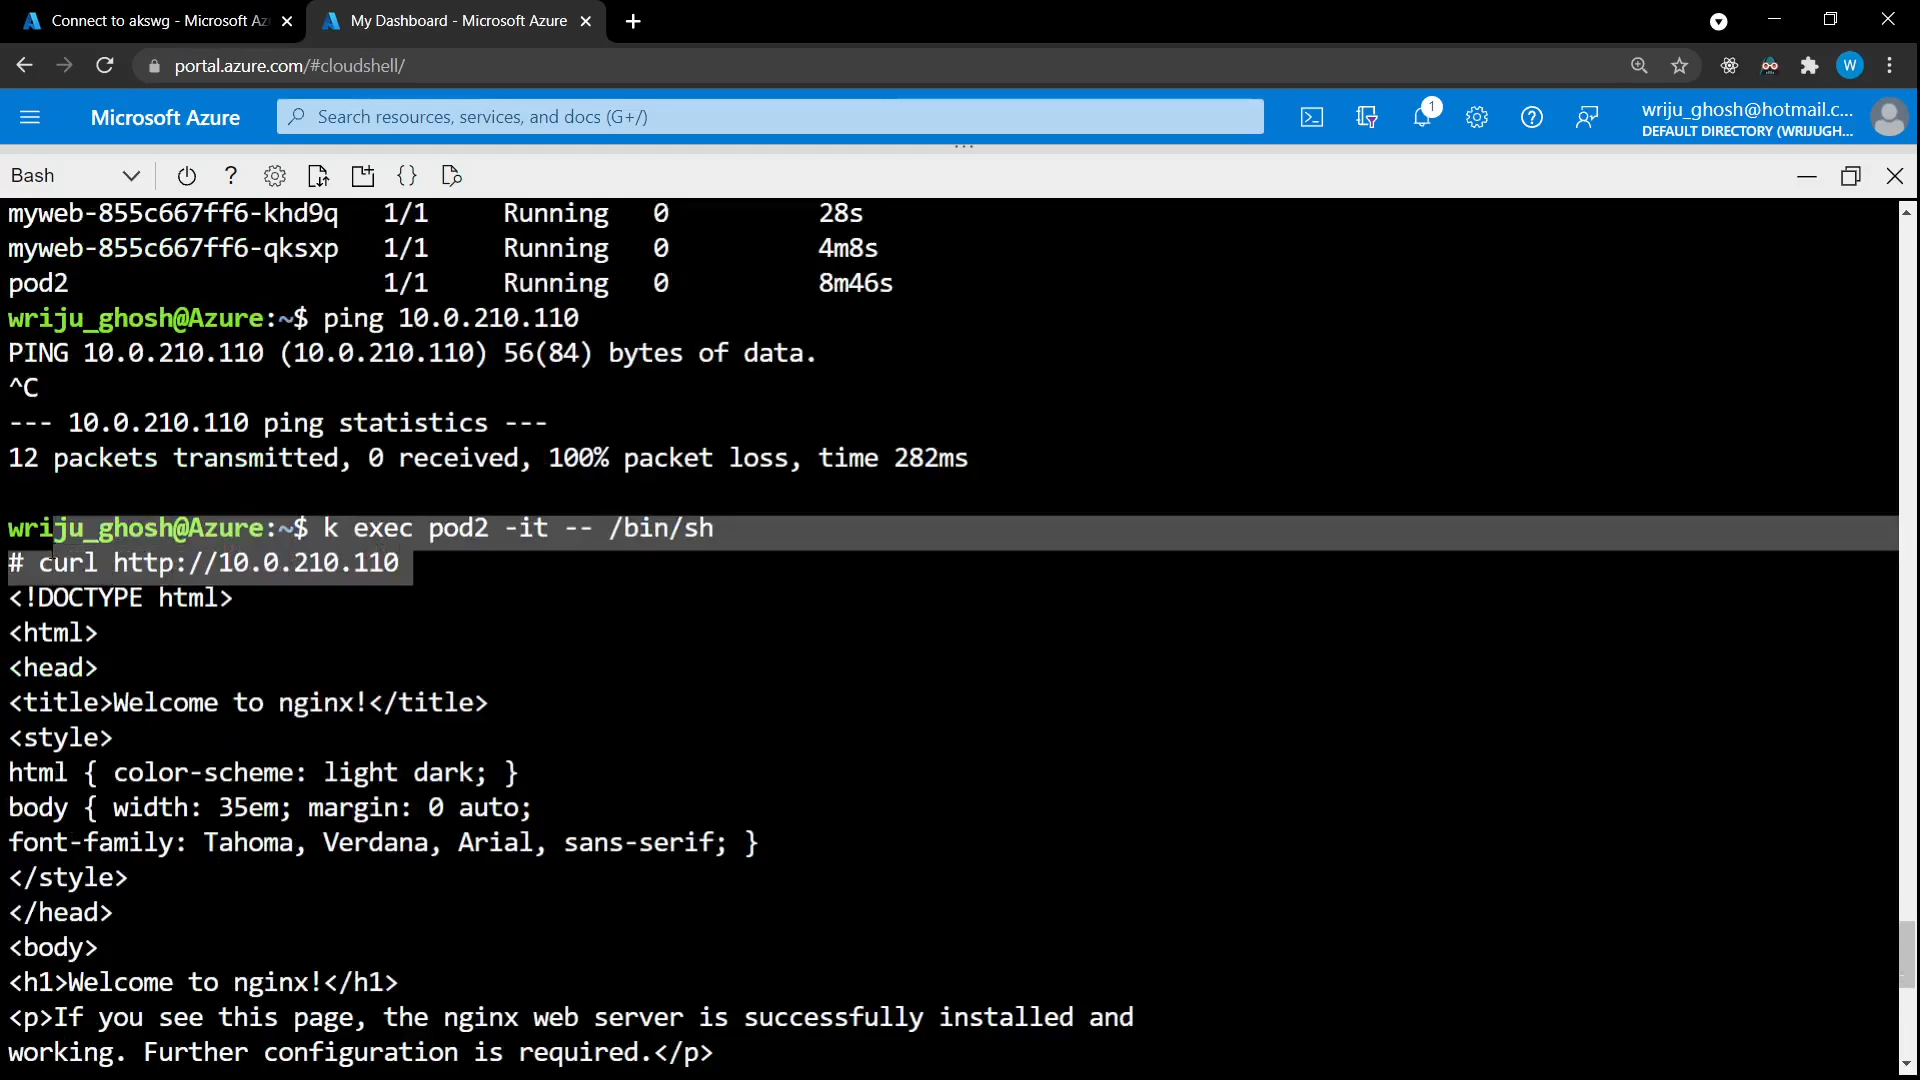 Connect to akswg - Microsoft Az
My Dashboard - Microsoft Azure
portal.azure.com/#cloudshell/
W
Microsoft Azure
Search resources, services, and docs (G+/)
1
wriju_ghosh@hotmail.c...
DEFAULT DIRECTORY (WRIJUGH...
Bash
myweb-855c667ff6-khd9q 1/1 Running 0 28s
myweb-855c667ff6-qksxp 1/1 Running 0 4m8s
pod2 1/1 Running 0 8m46s
wriju_ghosh@Azure:~$ ping 10.0.210.110
PING 10.0.210.110 (10.0.210.110) 56(84) bytes of data.
^C
--- 10.0.210.110 ping statistics ---
12 packets transmitted, 0 received, 100% packet loss, time 282ms
wriju_ghosh@Azure:~$ k exec pod2 -it -- /bin/sh
# curl http://10.0.210.110
<!DOCTYPE html>
<html>
<head>
<title>Welcome to nginx!</title>
<style>
html { color-scheme: light dark; }
body { width: 35em; margin: 0 auto;
font-family: Tahoma, Verdana, Arial, sans-serif; }
</style>
</head>
<body>
<h1>Welcome to nginx!</h1>
<p>If you see this page, the nginx web server is successfully installed and
working. Further configuration is required.</p>